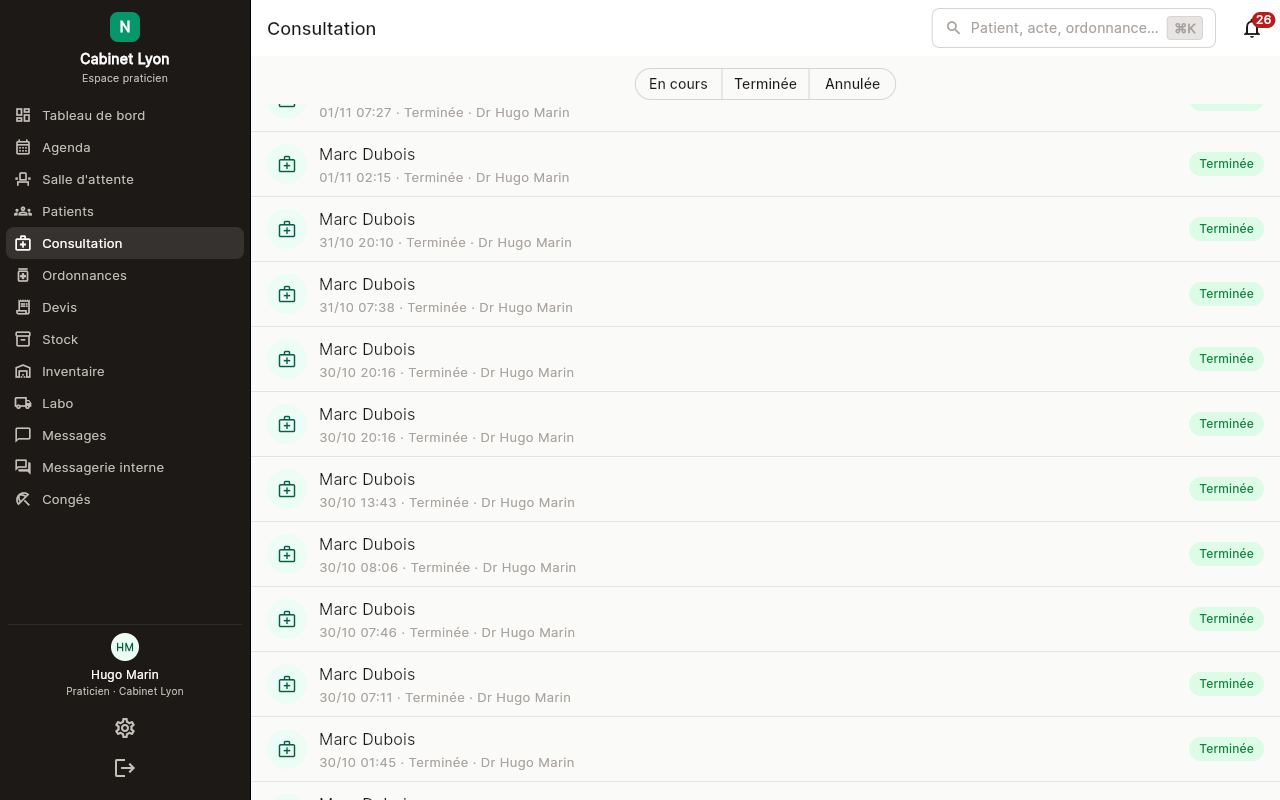 N
Cabinet Lyon
Espace praticien
Tableau de bord
Agenda
Salle d'attente
Patients
Consultation
Ordonnances
Devis
Stock
Inventaire
Labo
Messages
Messagerie interne
Congés
HM
Hugo Marin
Praticien · Cabinet Lyon
Consultation
Patient, acte, ordonnance... ⌘K
26
En cours Terminée Annulée
01/11 07:27 · Terminée · Dr Hugo Marin
Marc Dubois
01/11 02:15 · Terminée · Dr Hugo Marin
Terminée
Marc Dubois
31/10 20:10 · Terminée · Dr Hugo Marin
Terminée
Marc Dubois
31/10 07:38 · Terminée · Dr Hugo Marin
Terminée
Marc Dubois
30/10 20:16 · Terminée · Dr Hugo Marin
Terminée
Marc Dubois
30/10 20:16 · Terminée · Dr Hugo Marin
Terminée
Marc Dubois
30/10 13:43 · Terminée · Dr Hugo Marin
Terminée
Marc Dubois
30/10 08:06 · Terminée · Dr Hugo Marin
Terminée
Marc Dubois
30/10 07:46 · Terminée · Dr Hugo Marin
Terminée
Marc Dubois
30/10 07:11 · Terminée · Dr Hugo Marin
Terminée
Marc Dubois
30/10 01:45 · Terminée · Dr Hugo Marin
Terminée